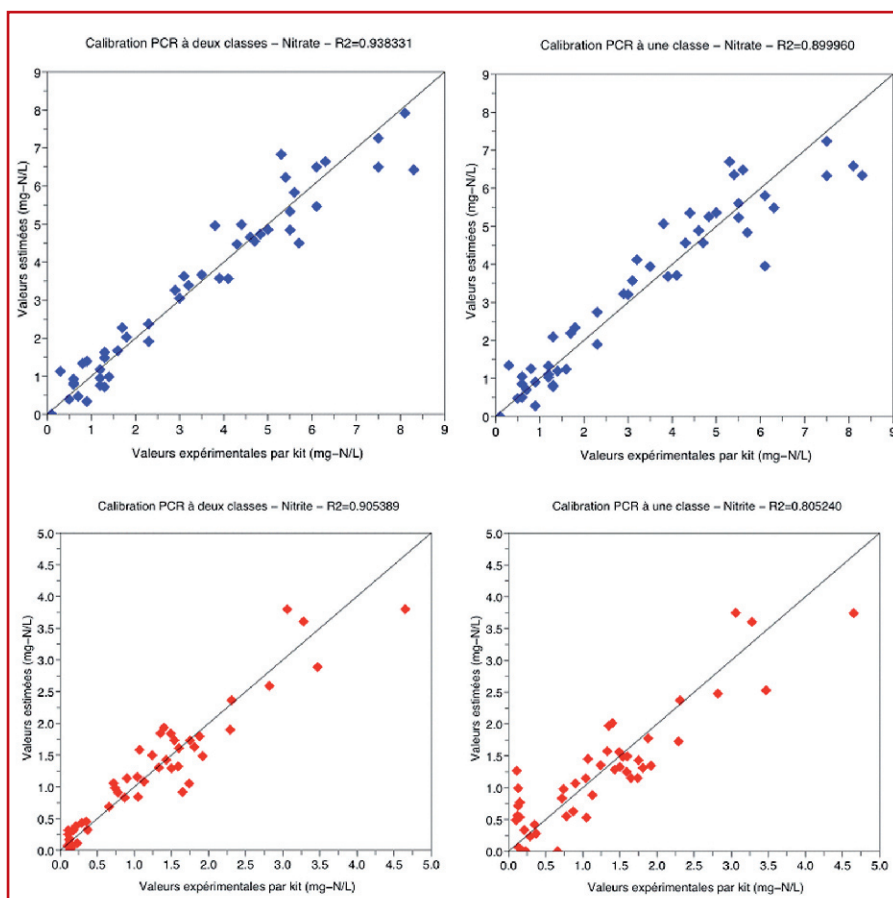 Calibration PCR à deux classes – Nitrate – R2=0.938331
9
8
7
6
5
4
3
2
1
0
Valeurs estimées (mg–N/L)
0 1 2 3 4 5 6 7 8 9
Valeurs expérimentales par kit (mg–N/L)
Calibration PCR à une classe – Nitrate – R2=0.899960
9
8
7
6
5
4
3
2
1
0
Valeurs estimées (mg–N/L)
0 1 2 3 4 5 6 7 8 9
Valeurs expérimentales par kit (mg–N/L)
Calibration PCR à deux classes – Nitrite – R2=0.905389
5.0
4.5
4.0
3.5
3.0
2.5
2.0
1.5
1.0
0.5
0.0
Valeurs estimées (mg–N/L)
0.0 0.5 1.0 1.5 2.0 2.5 3.0 3.5 4.0 4.5 5.0
Valeurs expérimentales par kit (mg–N/L)
Calibration PCR à une classe – Nitrite – R2=0.805240
5.0
4.5
4.0
3.5
3.0
2.5
2.0
1.5
1.0
0.5
0.0
Valeurs estimées (mg–N/L)
0.0 0.5 1.0 1.5 2.0 2.5 3.0 3.5 4.0 4.5 5.0
Valeurs expérimentales par kit (mg–N/L)